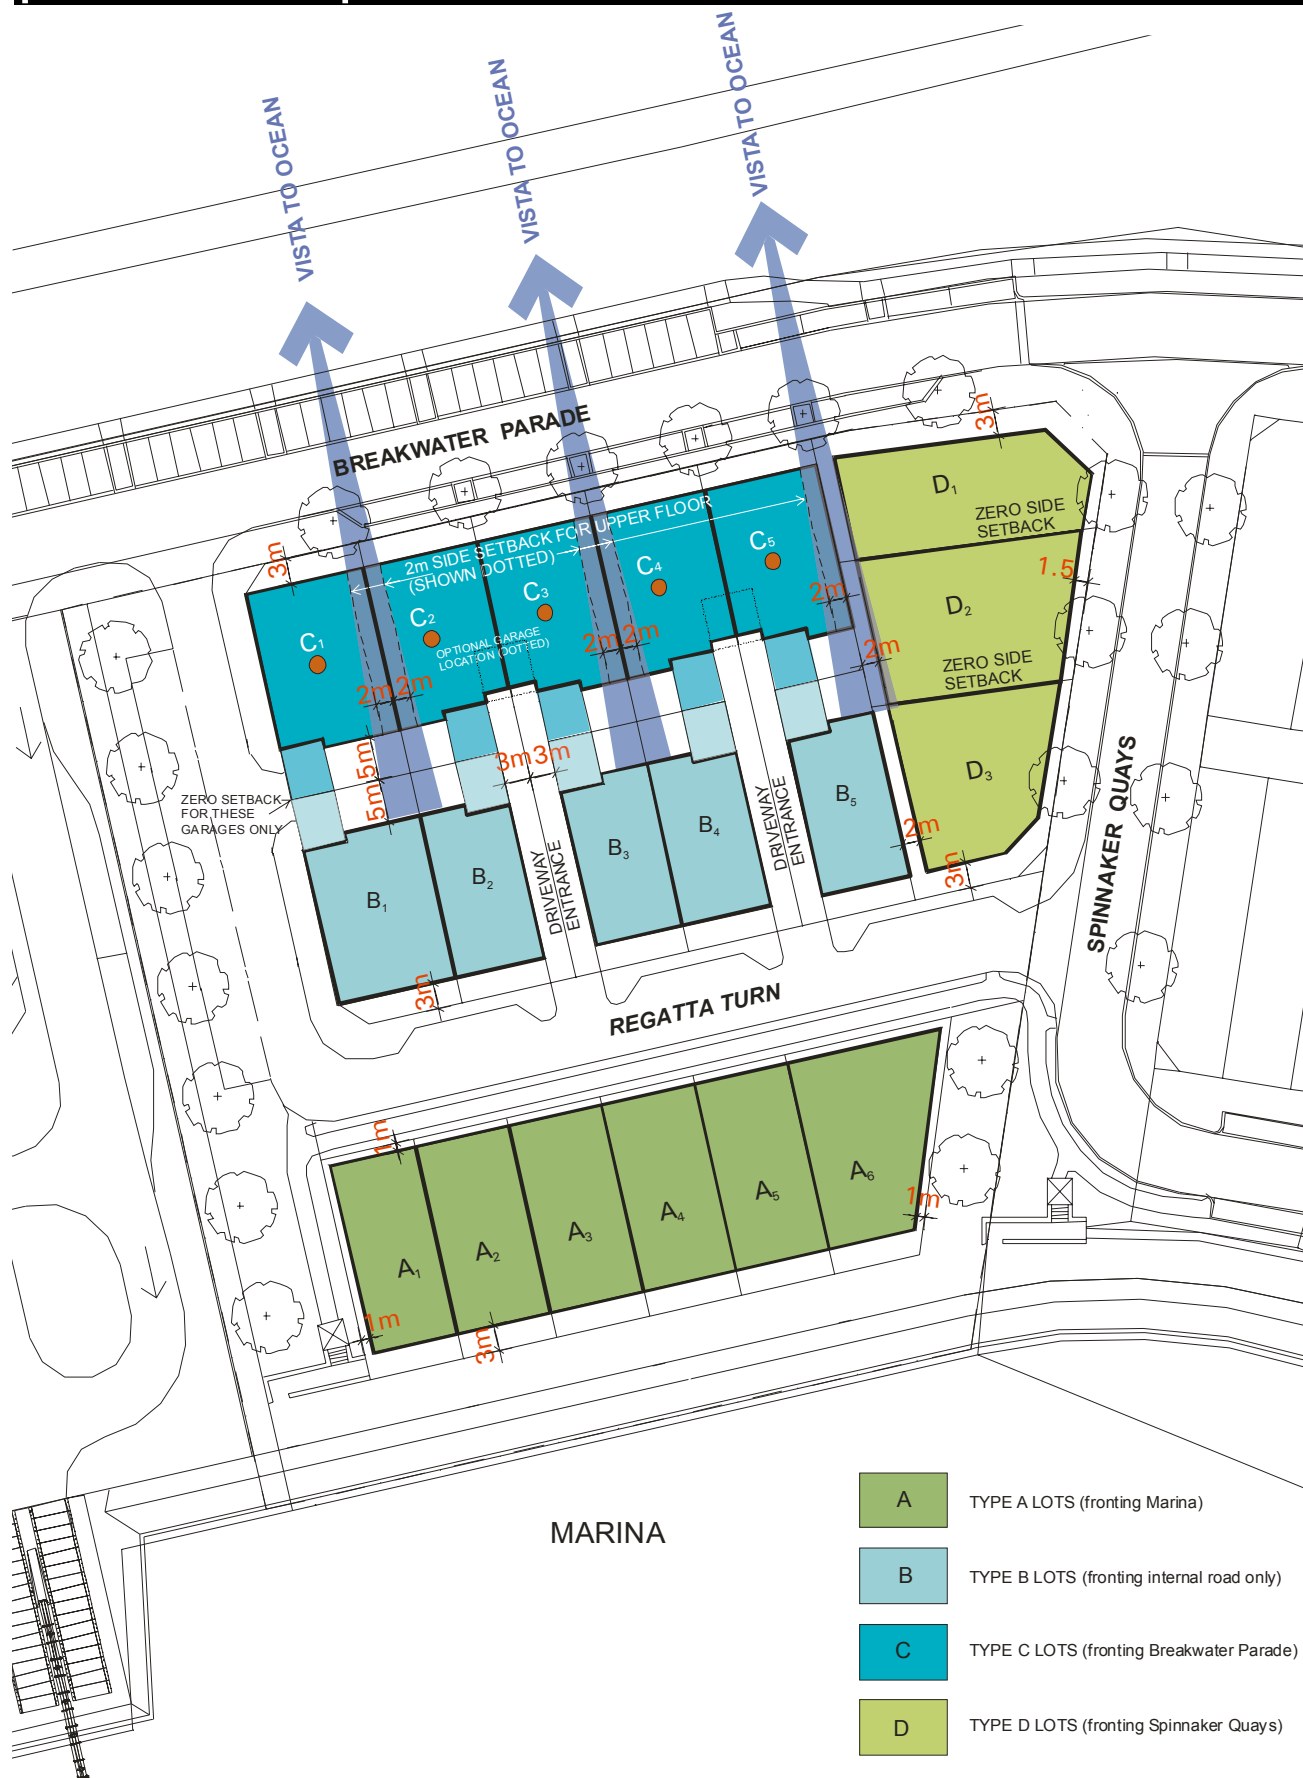 VISTA TO OCEAN
VISTA TO OCEAN
VISTA TO OCEAN
BREAKWATER PARADE
3m
3m
D1
ZERO SIDE
SETBACK
2m SIDE SETBACK FOR UPPER FLOOR
(SHOWN DOTTED)
C1
C2
C3
C4
C5
OPTIONAL GARAGE
LOCATION (DOTTED)
1.5
D2
2m
2m
2m
2m
2m
2m
ZERO SIDE
SETBACK
5m
5m
3m
3m
D3
ZERO SETBACK
FOR THESE
GARAGES ONLY
B1
B2
B3
B4
B5
DRIVEWAY
ENTRANCE
DRIVEWAY
ENTRANCE
2m
3m
3m
SPINNAKER QUAYS
REGATTA TURN
1m
A1
A2
A3
A4
A5
A6
1m
1m
3m
MARINA
A
TYPE A LOTS (fronting Marina)
B
TYPE B LOTS (fronting internal road only)
C
TYPE C LOTS (fronting Breakwater Parade)
D
TYPE D LOTS (fronting Spinnaker Quays)